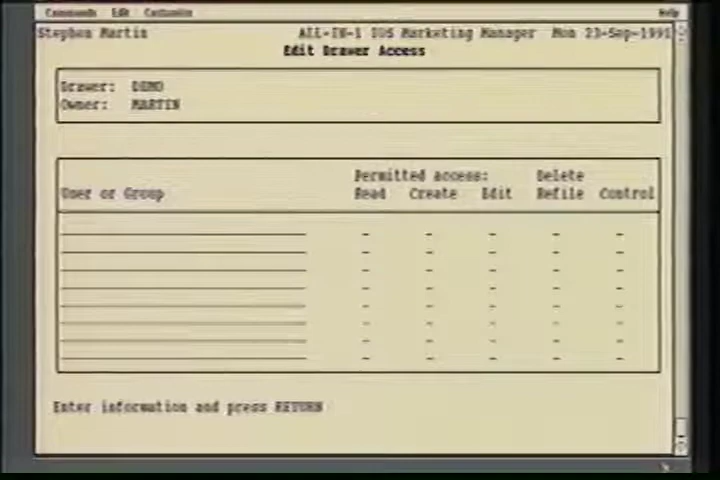 Commands Edit Customize Help
Stephen Martin ALL-IN-1 IOS Marketing Manager Mon 23-Sep-1991
Edit Drawer Access
Drawer: DEMO
Owner: MARTIN
Permitted access: Delete
User or Group Read Create Edit Refile Control
Enter information and press RETURN